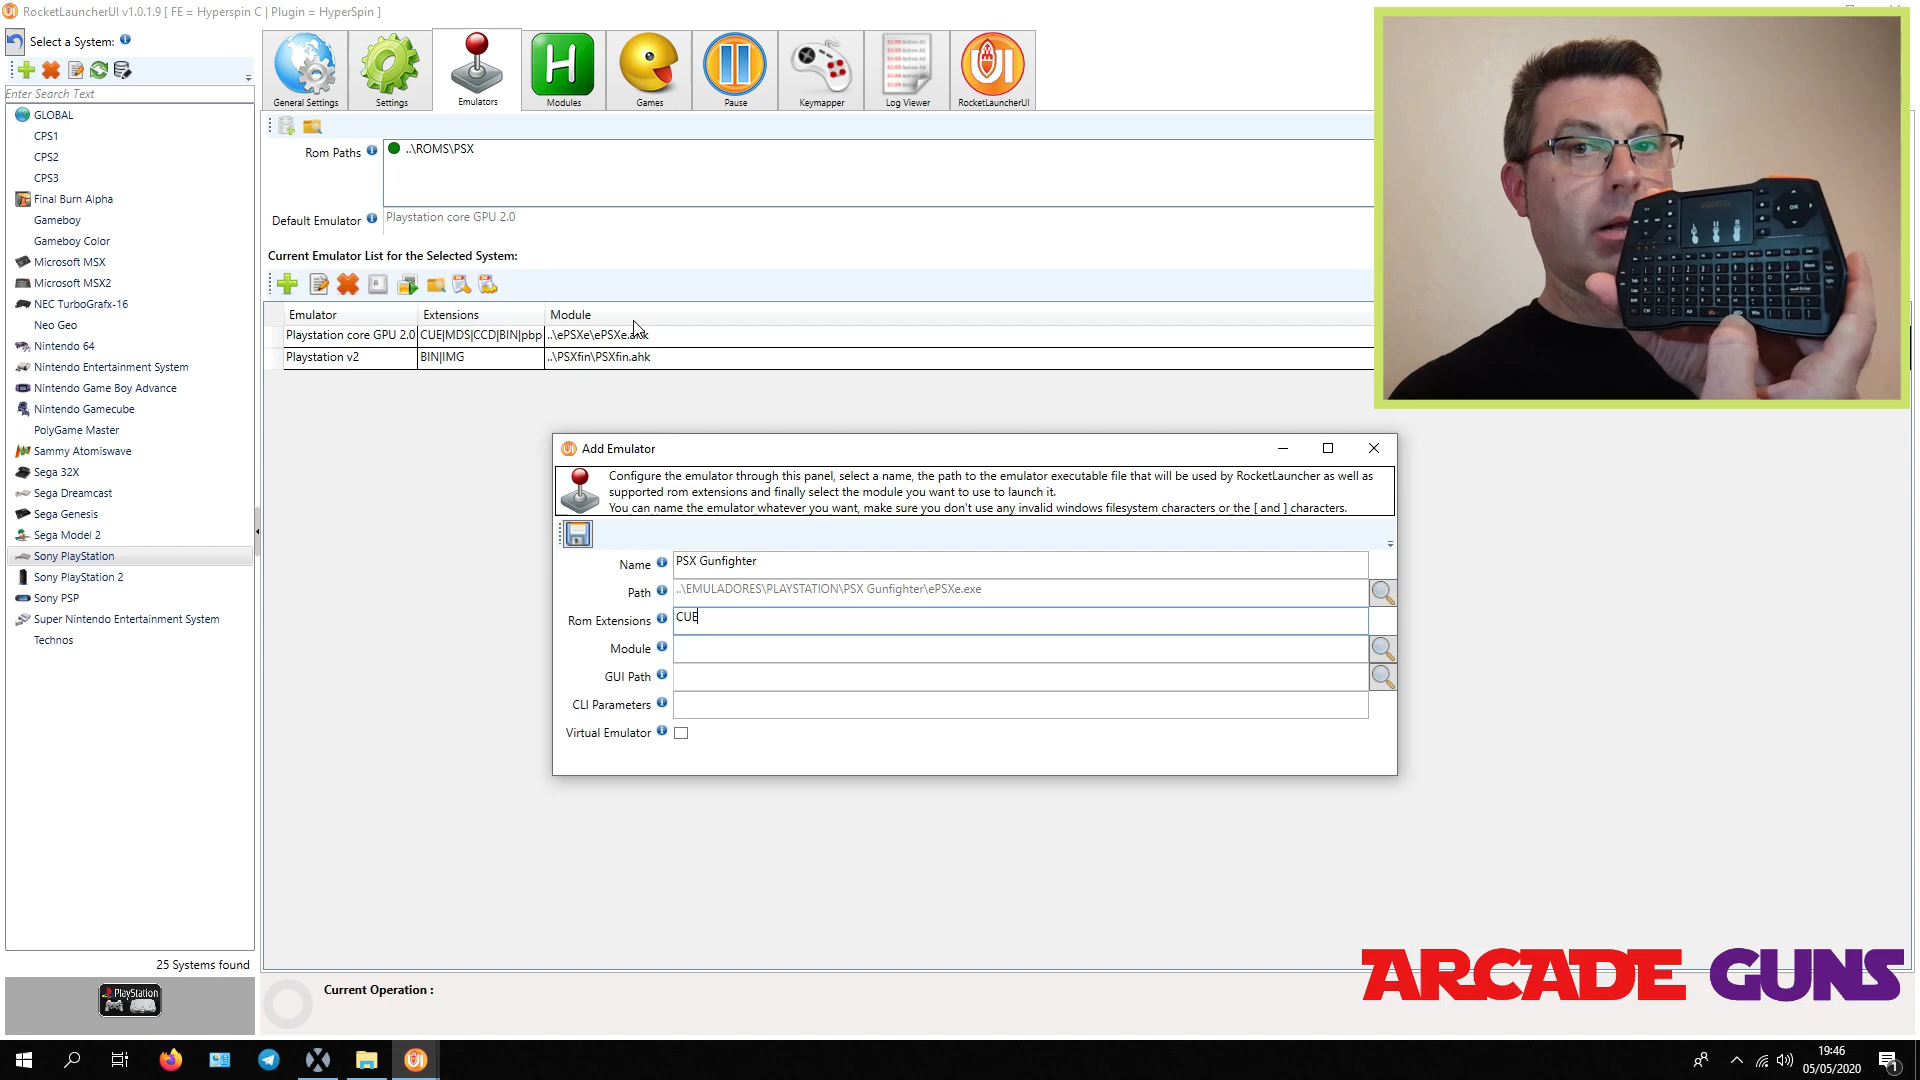 RocketLauncherUI v1.0.1.9 [ FE = Hyperspin C | Plugin = HyperSpin ]
Select a System:
Enter Search Text
GLOBAL
CPS1
CPS2
CPS3
Final Burn Alpha
Gameboy
Gameboy Color
Microsoft MSX
Microsoft MSX2
NEC TurboGrafx-16
Neo Geo
Nintendo 64
Nintendo Entertainment System
Nintendo Game Boy Advance
Nintendo Gamecube
PolyGame Master
Sammy Atomiswave
Sega 32X
Sega Dreamcast
Sega Genesis
Sega Model 2
Sony PlayStation
Sony PlayStation 2
Sony PSP
Super Nintendo Entertainment System
Technos
25 Systems found
PlayStation
General Settings
Settings
Emulators
H
Modules
Games
Pause
Keymapper
Log Viewer
UI
RocketLauncherUI
Rom Paths
..\ROMS\PSX
Default Emulator
Playstation core GPU 2.0
Current Emulator List for the Selected System:
Emulator Extensions Module
Playstation core GPU 2.0 CUE|MDS|CCD|BIN|pbp ..\ePSXe\ePSXe.ahk
Playstation v2 BIN|IMG ..\PSXfin\PSXfin.ahk
Add Emulator
Configure the emulator through this panel, select a name, the path to the emulator executable file that will be used by RocketLauncher as well as
supported rom extensions and finally select the module you want to use to launch it.
You can name the emulator whatever you want, make sure you don't use any invalid windows filesystem characters or the [ and ] characters.
Name PSX Gunfighter
Path ..\EMULADORES\PLAYSTATION\PSX Gunfighter\ePSXe.exe
Rom Extensions CUE
Module
GUI Path
CLI Parameters
Virtual Emulator
Current Operation :
ARCADE GUNS
19:46
05/05/2020
1